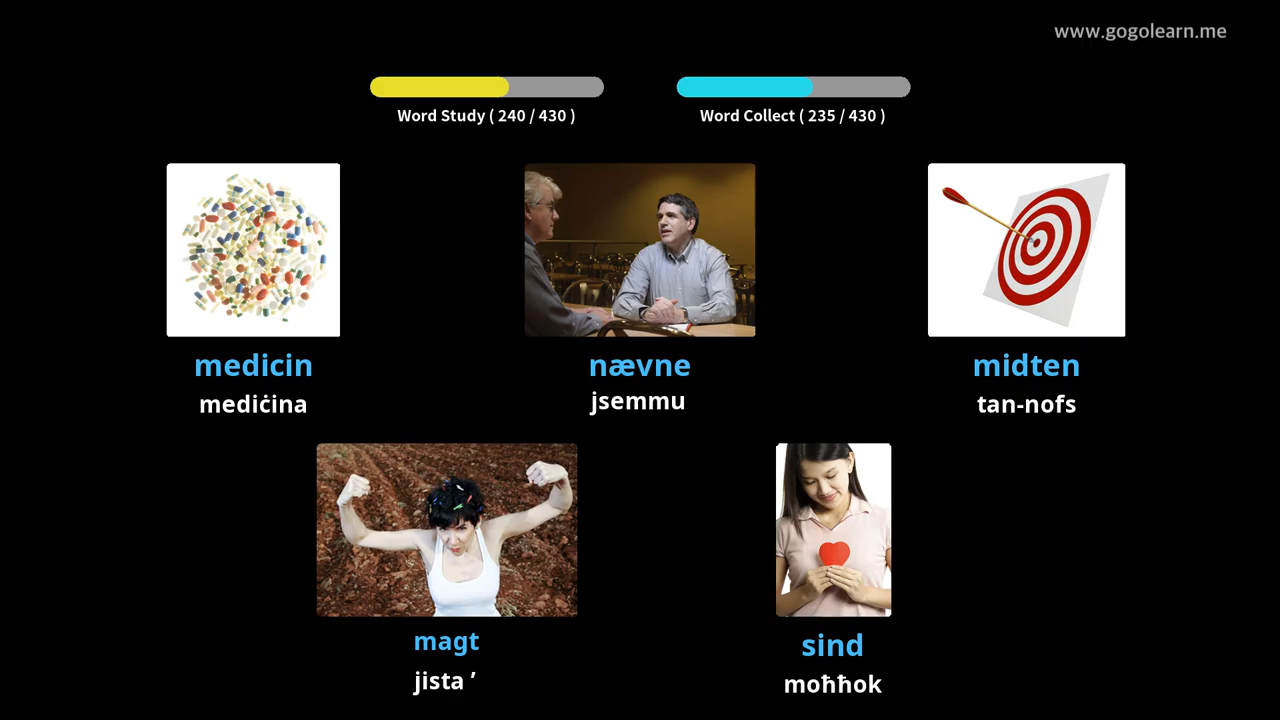 www.gogolearn.me
Word Study ( 240 / 430 )
Word Collect ( 235 / 430 )
medicin
mediċina
nævne
jsemmu
midten
tan-nofs
magt
jista ’
sind
moħħok